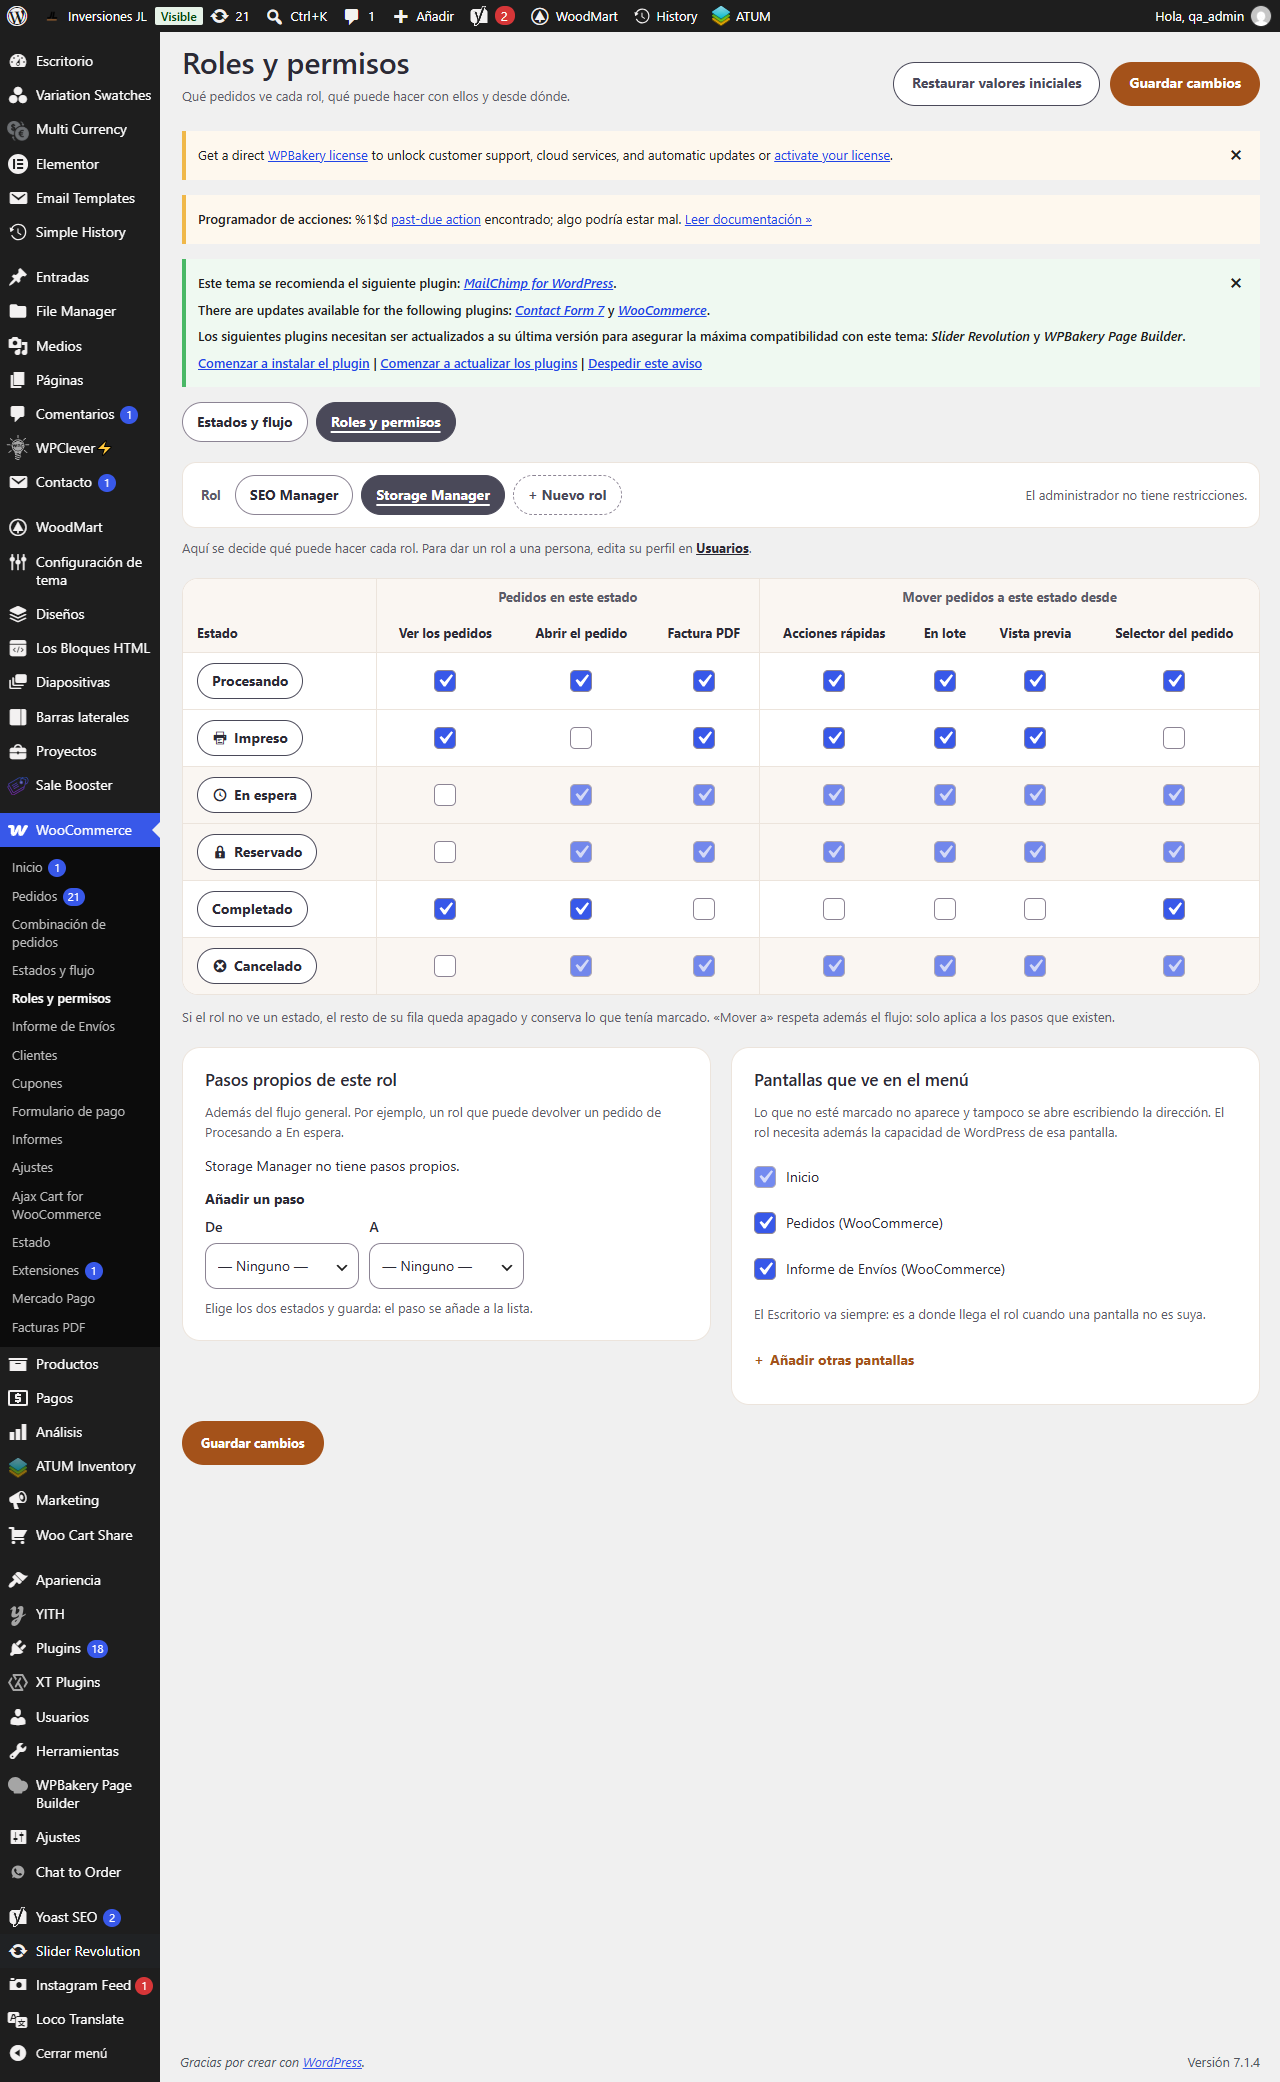 Inversiones JL Visible 21 Ctrl+K 1 Añadir 2 WoodMart History ATUM Hola, qa_admin
Escritorio
Variation Swatches
Multi Currency
Elementor
Email Templates
Simple History
Entradas
File Manager
Medios
Páginas
Comentarios 1
WPClever
Contacto 1
WoodMart
Configuración de
tema
Diseños
Los Bloques HTML
Diapositivas
Barras laterales
Proyectos
Sale Booster
WooCommerce
Inicio 1
Pedidos 21
Combinación de
pedidos
Estados y flujo
Roles y permisos
Informe de Envíos
Clientes
Cupones
Formulario de pago
Informes
Ajustes
Ajax Cart for
WooCommerce
Estado
Extensiones 1
Mercado Pago
Facturas PDF
Productos
Pagos
Análisis
ATUM Inventory
Marketing
Woo Cart Share
Apariencia
YITH
Plugins 18
XT Plugins
Usuarios
Herramientas
WPBakery Page
Builder
Ajustes
Chat to Order
Yoast SEO 2
Slider Revolution
Instagram Feed 1
Loco Translate
Cerrar menú
Roles y permisos
Qué pedidos ve cada rol, qué puede hacer con ellos y desde dónde.
Restaurar valores iniciales Guardar cambios
Get a direct WPBakery license to unlock customer support, cloud services, and automatic updates or activate your license.
Programador de acciones: %1$d past-due action encontrado; algo podría estar mal. Leer documentación »
Este tema se recomienda el siguiente plugin: MailChimp for WordPress.
There are updates available for the following plugins: Contact Form 7 y WooCommerce.
Los siguientes plugins necesitan ser actualizados a su última versión para asegurar la máxima compatibilidad con este tema: Slider Revolution y WPBakery Page Builder.
Comenzar a instalar el plugin | Comenzar a actualizar los plugins | Despedir este aviso
Estados y flujo Roles y permisos
Rol SEO Manager Storage Manager + Nuevo rol El administrador no tiene restricciones.
Aquí se decide qué puede hacer cada rol. Para dar un rol a una persona, edita su perfil en Usuarios.
Pedidos en este estado Mover pedidos a este estado desde
Estado Ver los pedidos Abrir el pedido Factura PDF Acciones rápidas En lote Vista previa Selector del pedido
Procesando
Impreso
En espera
Reservado
Completado
Cancelado
Si el rol no ve un estado, el resto de su fila queda apagado y conserva lo que tenía marcado. «Mover a» respeta además el flujo: solo aplica a los pasos que existen.
Pasos propios de este rol
Además del flujo general. Por ejemplo, un rol que puede devolver un pedido de
Procesando a En espera.
Storage Manager no tiene pasos propios.
Añadir un paso
De A
— Ninguno — — Ninguno —
Elige los dos estados y guarda: el paso se añade a la lista.
Pantallas que ve en el menú
Lo que no esté marcado no aparece y tampoco se abre escribiendo la dirección. El
rol necesita además la capacidad de WordPress de esa pantalla.
Inicio
Pedidos (WooCommerce)
Informe de Envíos (WooCommerce)
El Escritorio va siempre: es a donde llega el rol cuando una pantalla no es suya.
+ Añadir otras pantallas
Guardar cambios
Gracias por crear con WordPress. Versión 7.1.4